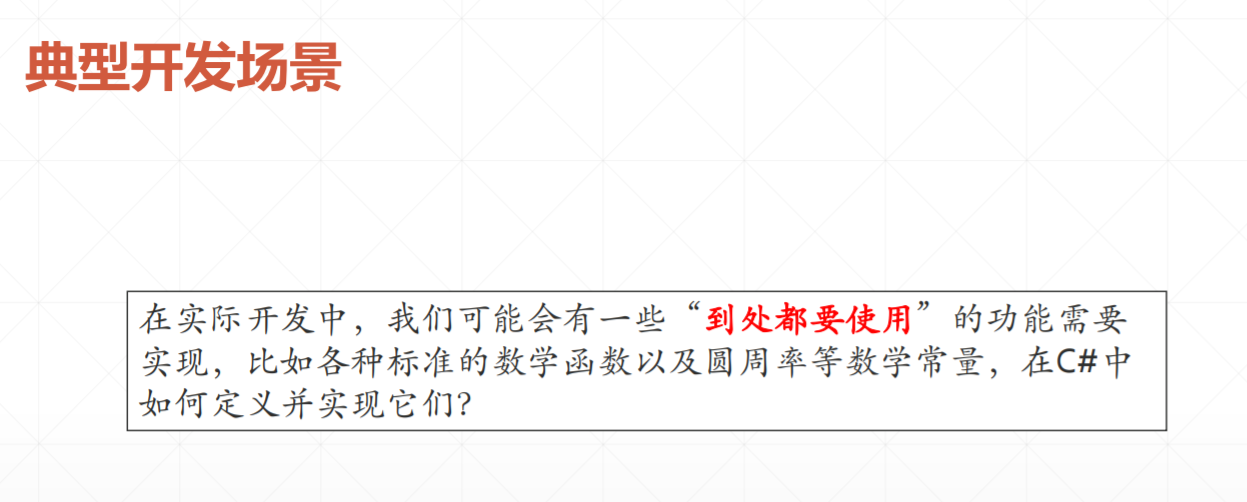 典型开发场景
在实际开发中，我们可能会有一些“到处都要使用”的功能需要
实现，比如各种标准的数学函数以及圆周率等数学常量，在C#中
如何定义并实现它们?